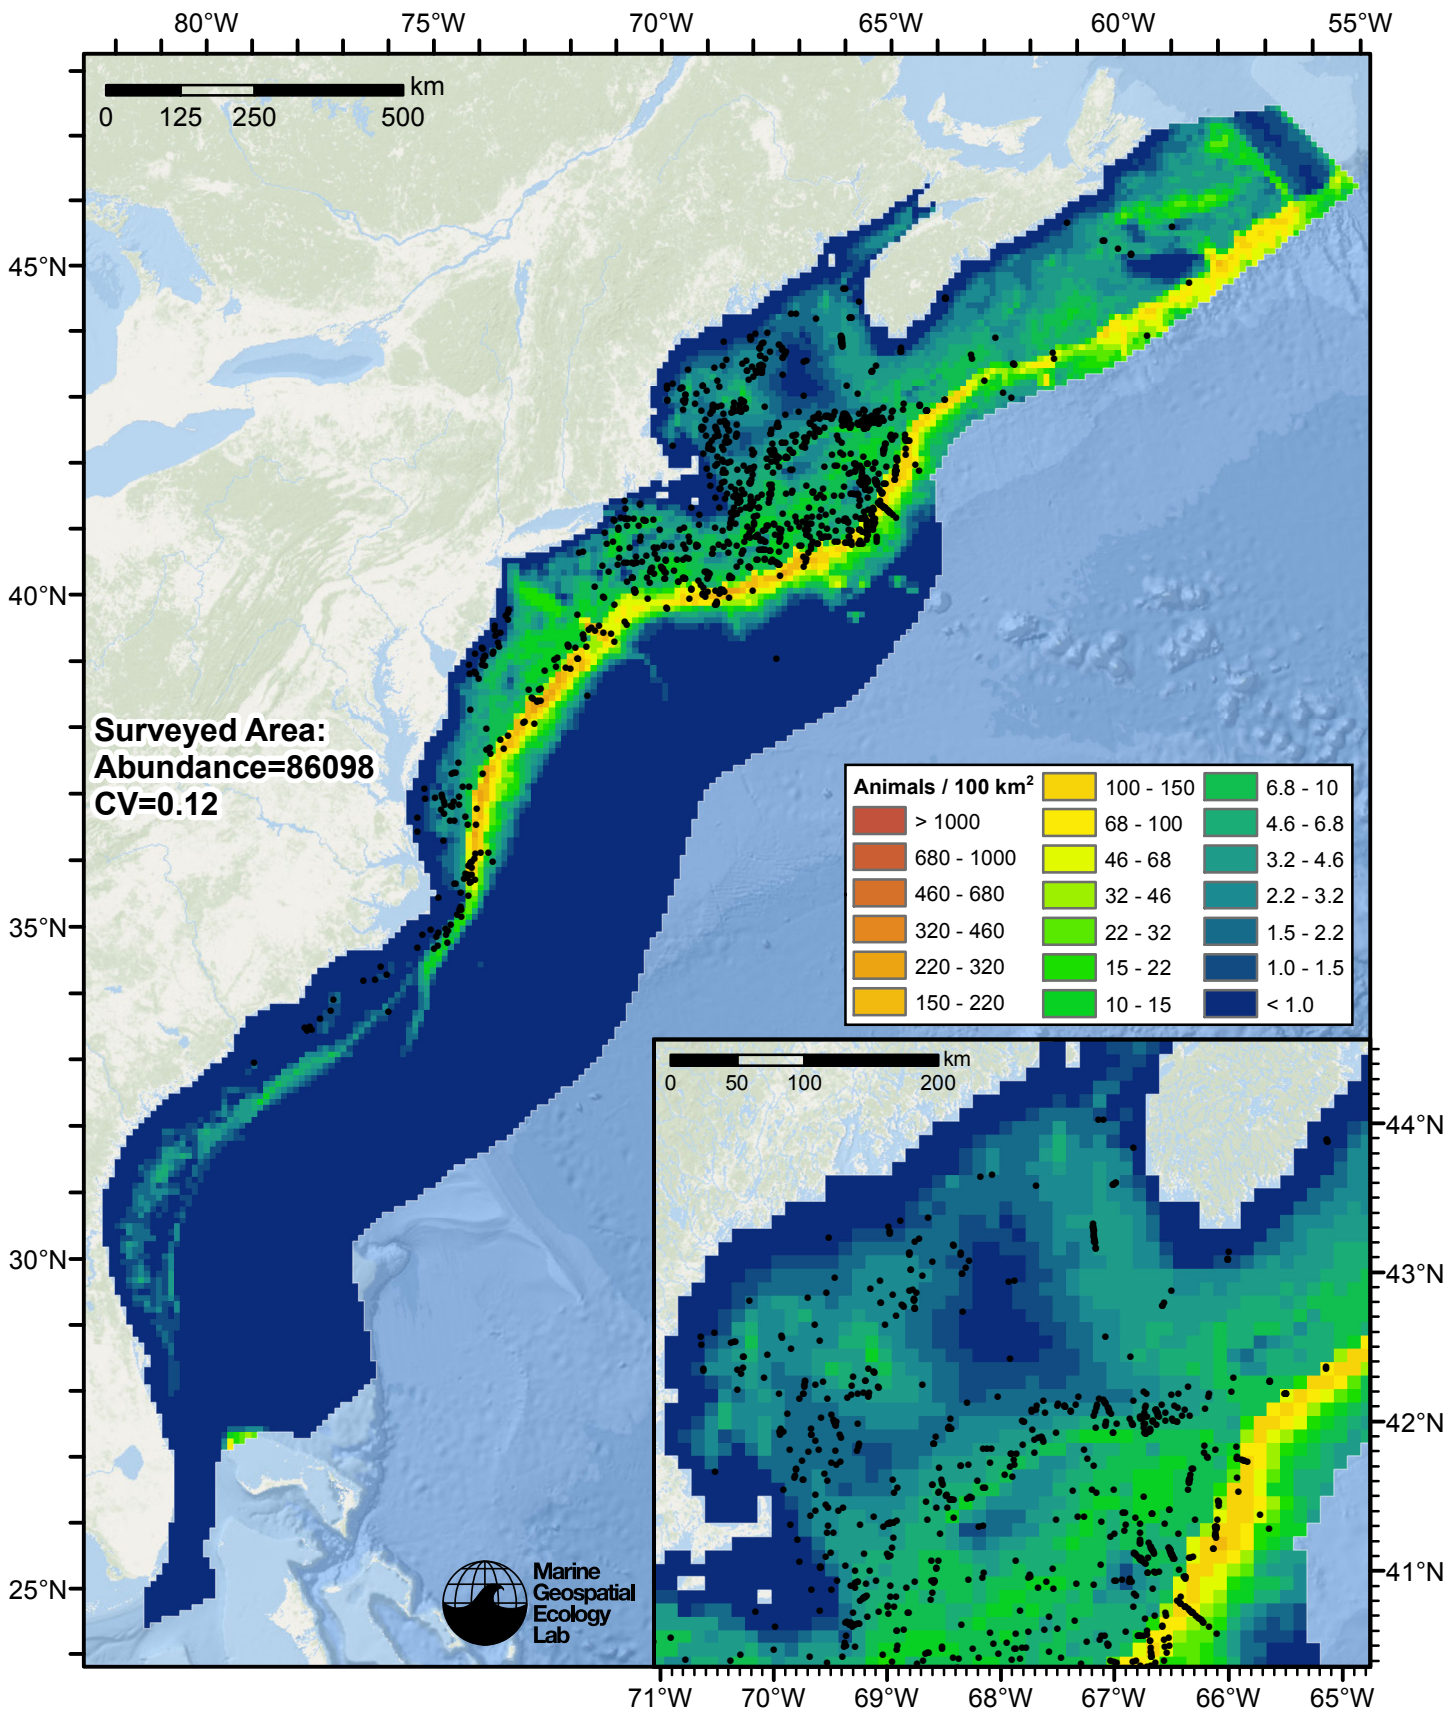 80°W 75°W 70°W 65°W 60°W 55°W
km
0 125 250 500
45°N
40°N
35°N
30°N
25°N
Surveyed Area:
Abundance=86098
CV=0.12
Animals / 100 km²
> 1000
680 - 1000
460 - 680
320 - 460
220 - 320
150 - 220
100 - 150
68 - 100
46 - 68
32 - 46
22 - 32
15 - 22
10 - 15
6.8 - 10
4.6 - 6.8
3.2 - 4.6
2.2 - 3.2
1.5 - 2.2
1.0 - 1.5
< 1.0
km
0 50 100 200
44°N
43°N
42°N
41°N
Marine
Geospatial
Ecology
Lab
71°W 70°W 69°W 68°W 67°W 66°W 65°W